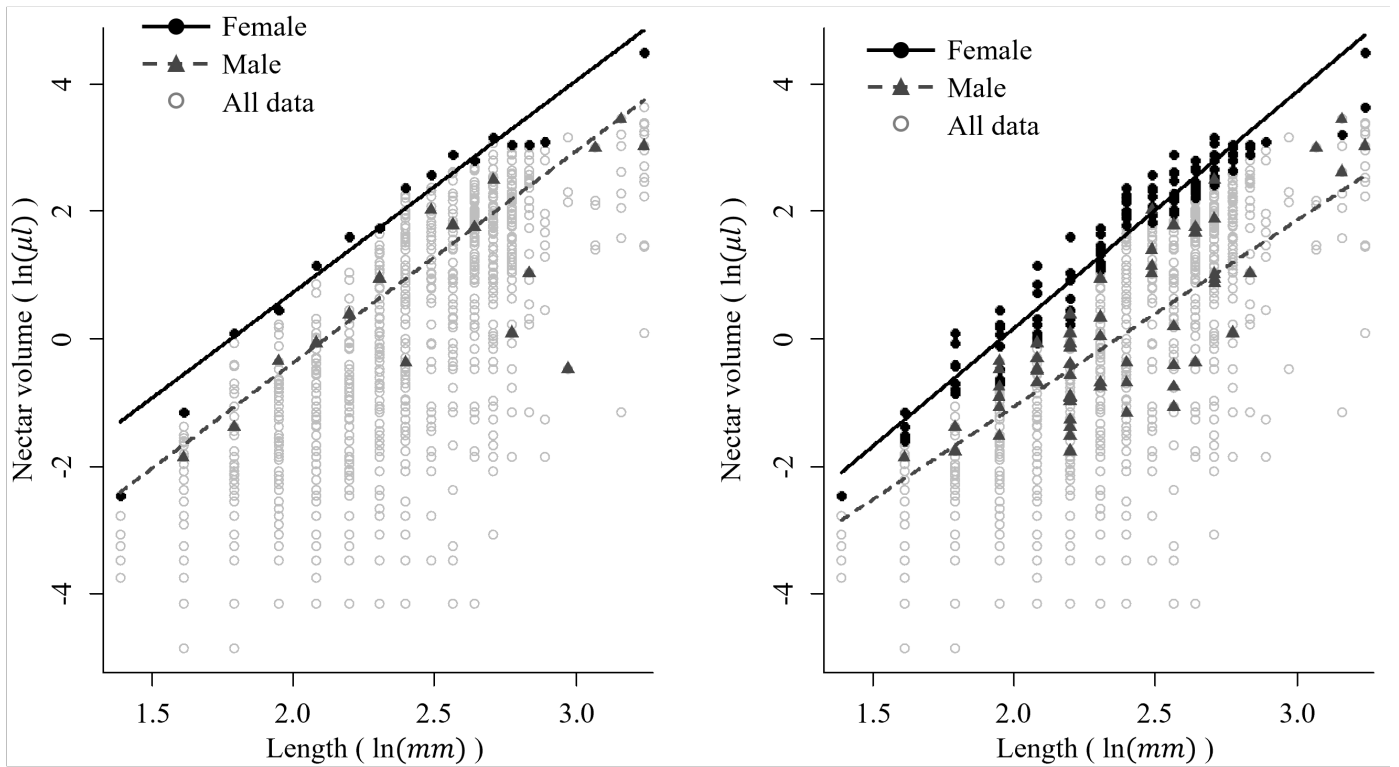 Female
Male
All data
Nectar volume ( ln(μl) )
4
2
0
-2
-4
1.5 2.0 2.5 3.0
Length ( ln(mm) )
Female
Male
All data
Nectar volume ( ln(μl) )
4
2
0
-2
-4
1.5 2.0 2.5 3.0
Length ( ln(mm) )